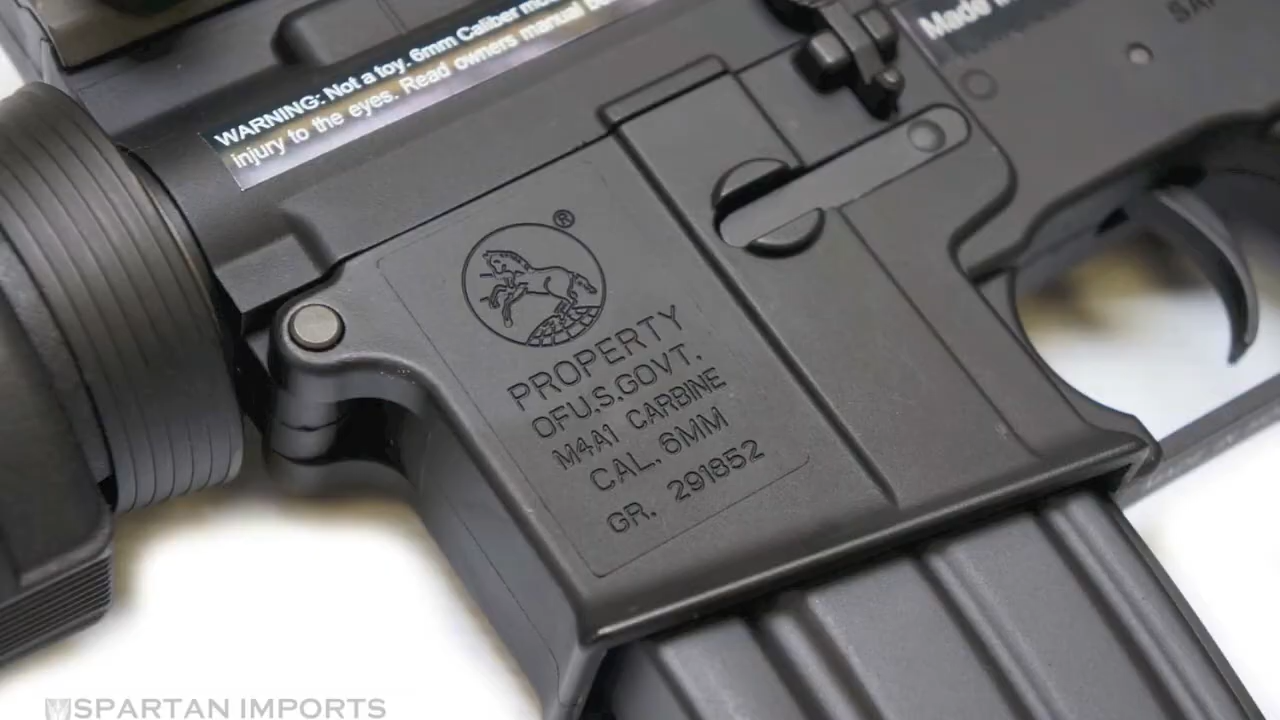 WARNING: Not a toy. 6mm Caliber
injury to the eyes. Read owners manual
Made
®
PROPERTY
OF U.S. GOVT.
M4A1 CARBINE
CAL. 6MM
GR. 291852
SPARTAN IMPORTS